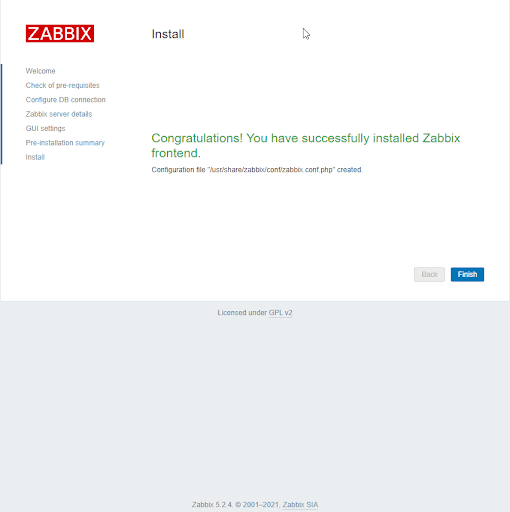 ZABBIX
Install
Welcome
Check of pre-requisites
Configure DB connection
Zabbix server details
GUI settings
Pre-installation summary
Install
Congratulations! You have successfully installed Zabbix
frontend.
Configuration file "/usr/share/zabbix/conf/zabbix.conf.php" created.
Back
Finish
Licensed under GPL v2
Zabbix 5.2.4. © 2001–2021, Zabbix SIA